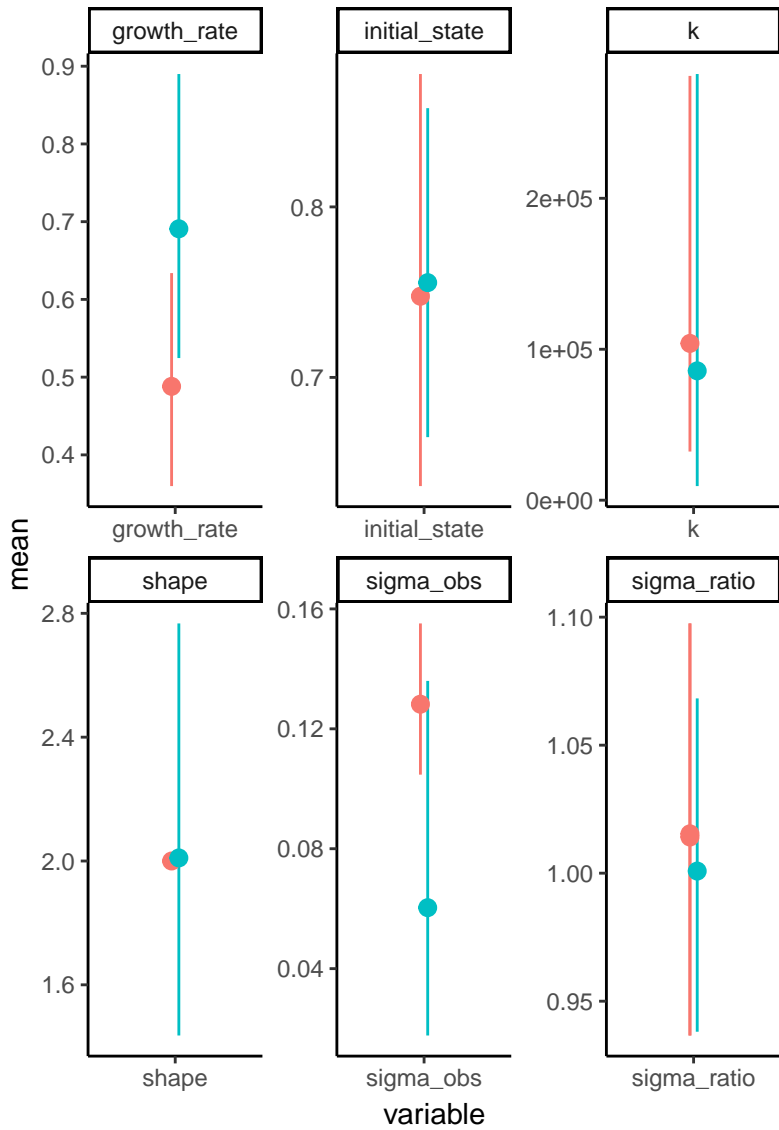 growth_rate
initial_state
k
0.9
0.8
0.7
0.6
0.5
0.4
0.8
0.7
2e+05
1e+05
0e+00
growth_rate
initial_state
k
mean
shape
sigma_obs
sigma_ratio
2.8
2.4
2.0
1.6
0.16
0.12
0.08
0.04
1.10
1.05
1.00
0.95
shape
sigma_obs
sigma_ratio
variable